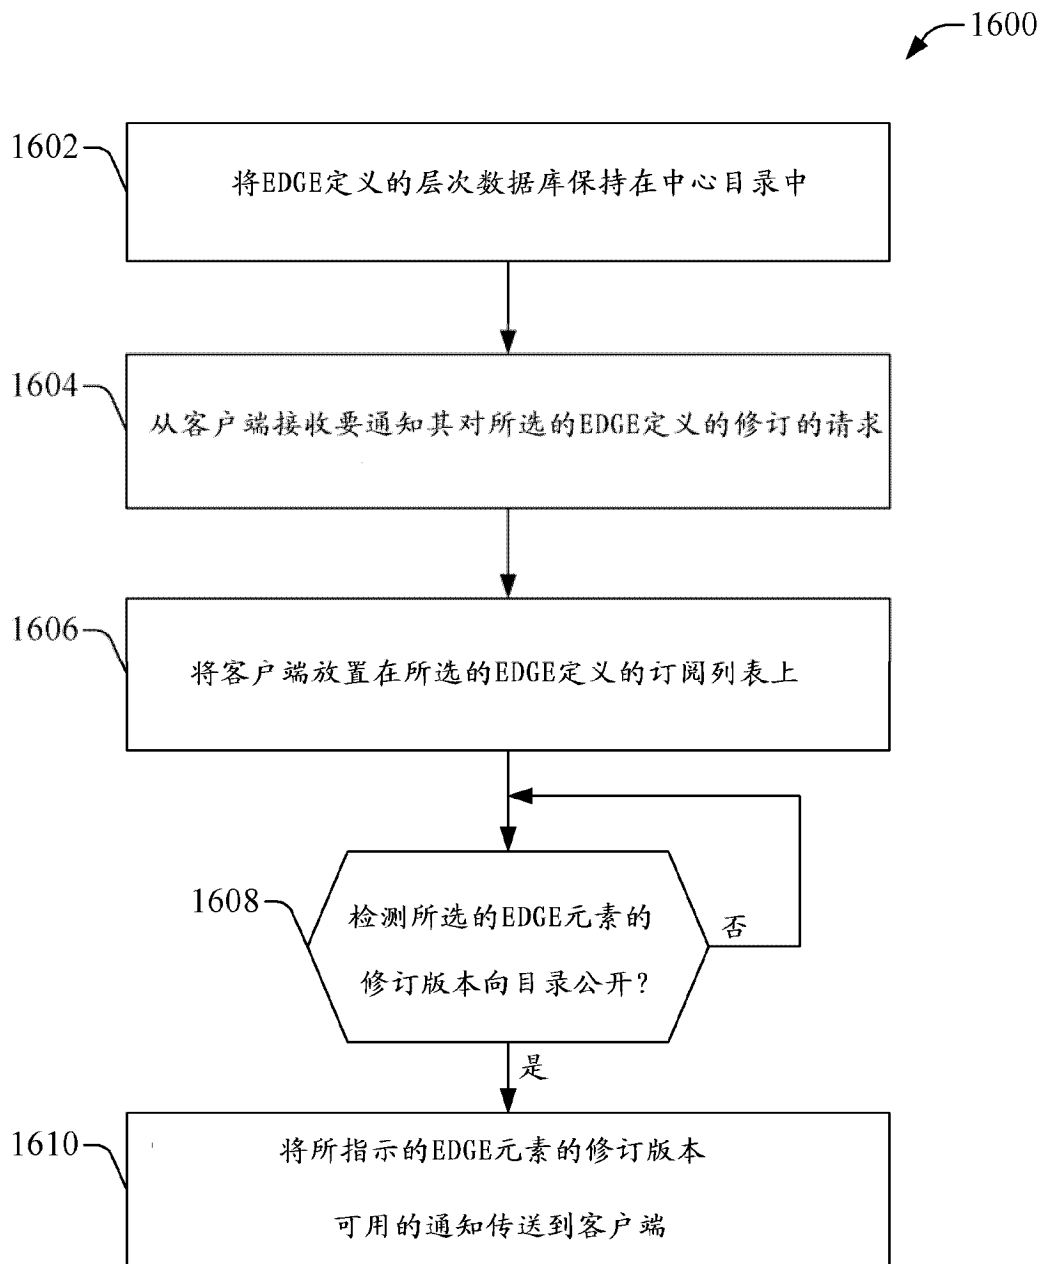 1600
1602
将EDGE定义的层次数据库保持在中心目录中
1604
从客户端接收要通知其对所选的EDGE定义的修订的请求
1606
将客户端放置在所选的EDGE定义的订阅列表上
1608
检测所选的EDGE元素的
修订版本向目录公开?
否
是
1610
将所指示的EDGE元素的修订版本
可用的通知传送到客户端